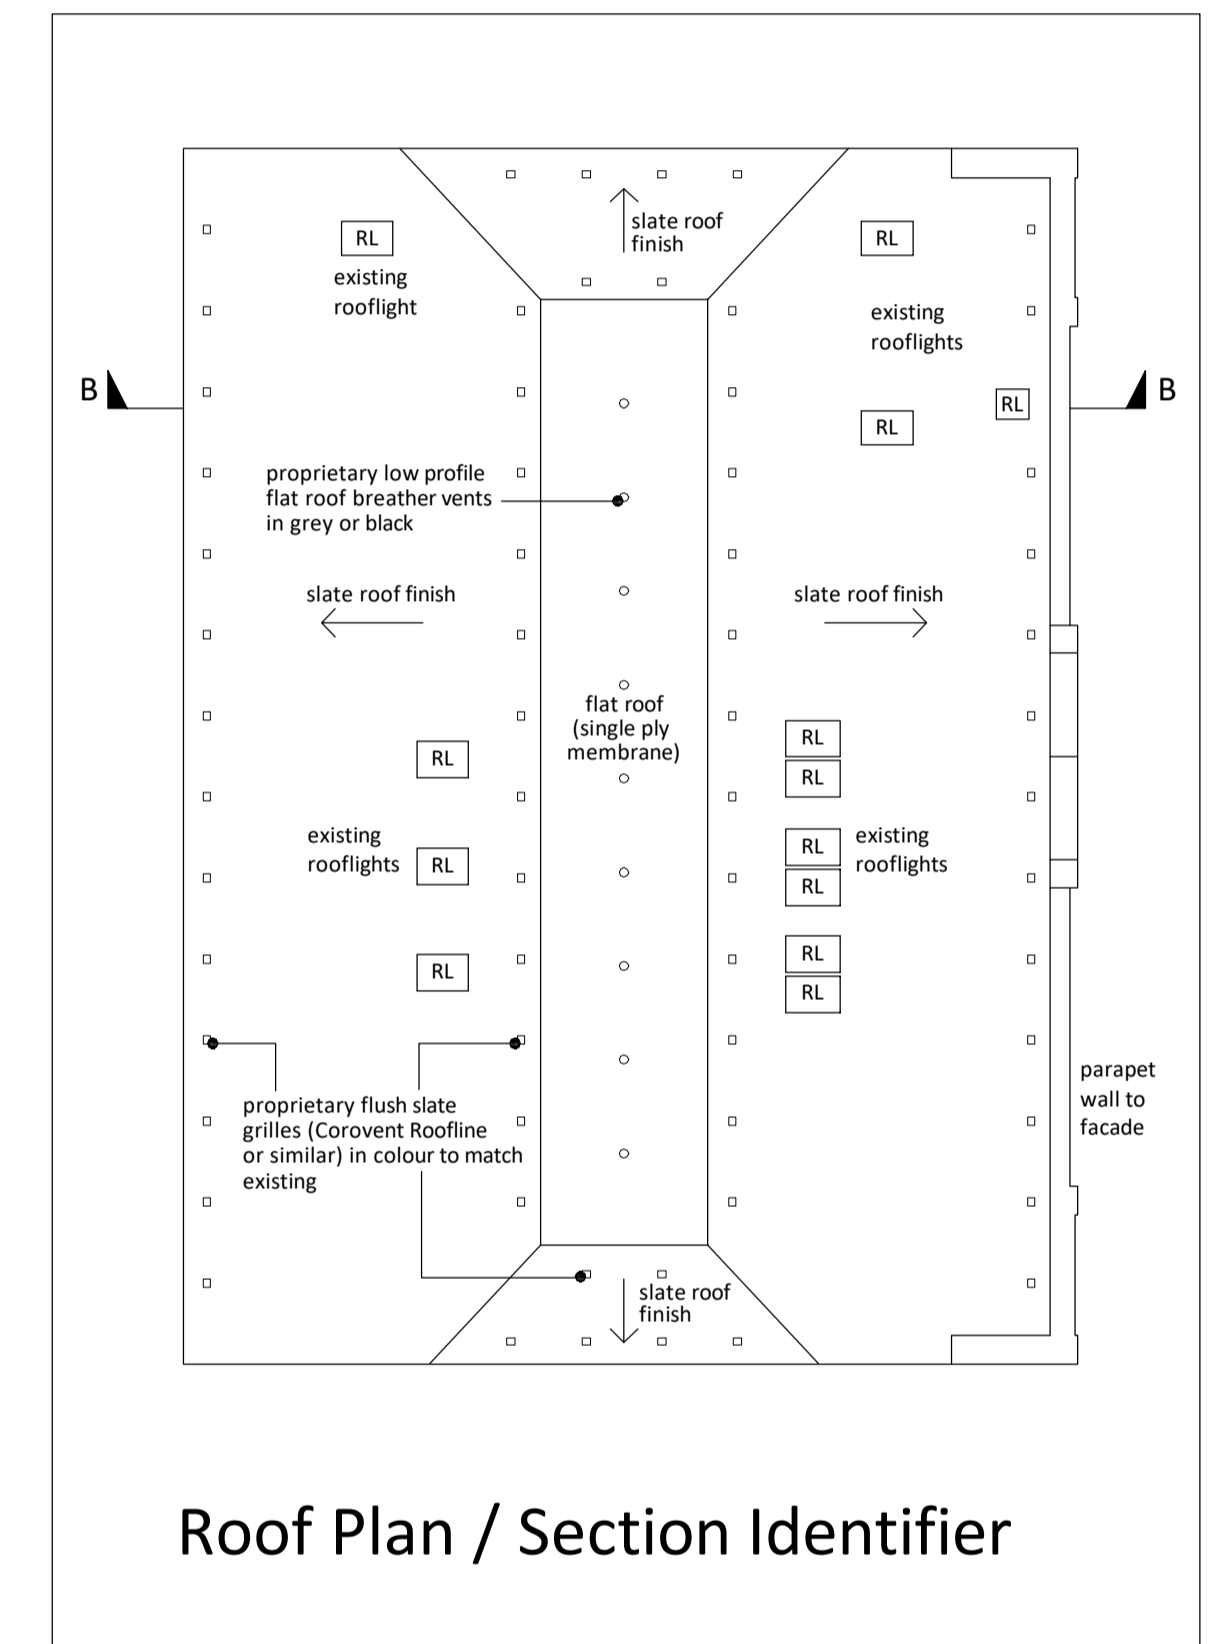 slate roof
finish
RL
RL
existing
rooflight
existing
rooflights
B
B
RL
RL
proprietary low profile
flat roof breather vents
in grey or black
slate roof finish
slate roof finish
flat roof
(single ply
membrane)
RL
RL
RL
existing
rooflights
RL
RL
RL
RL
existing
rooflights
RL
RL
RL
parapet
wall to
facade
proprietary flush slate
grilles (Corovent Roofline
or similar) in colour to match
existing
slate roof
finish
Roof Plan / Section Identifier